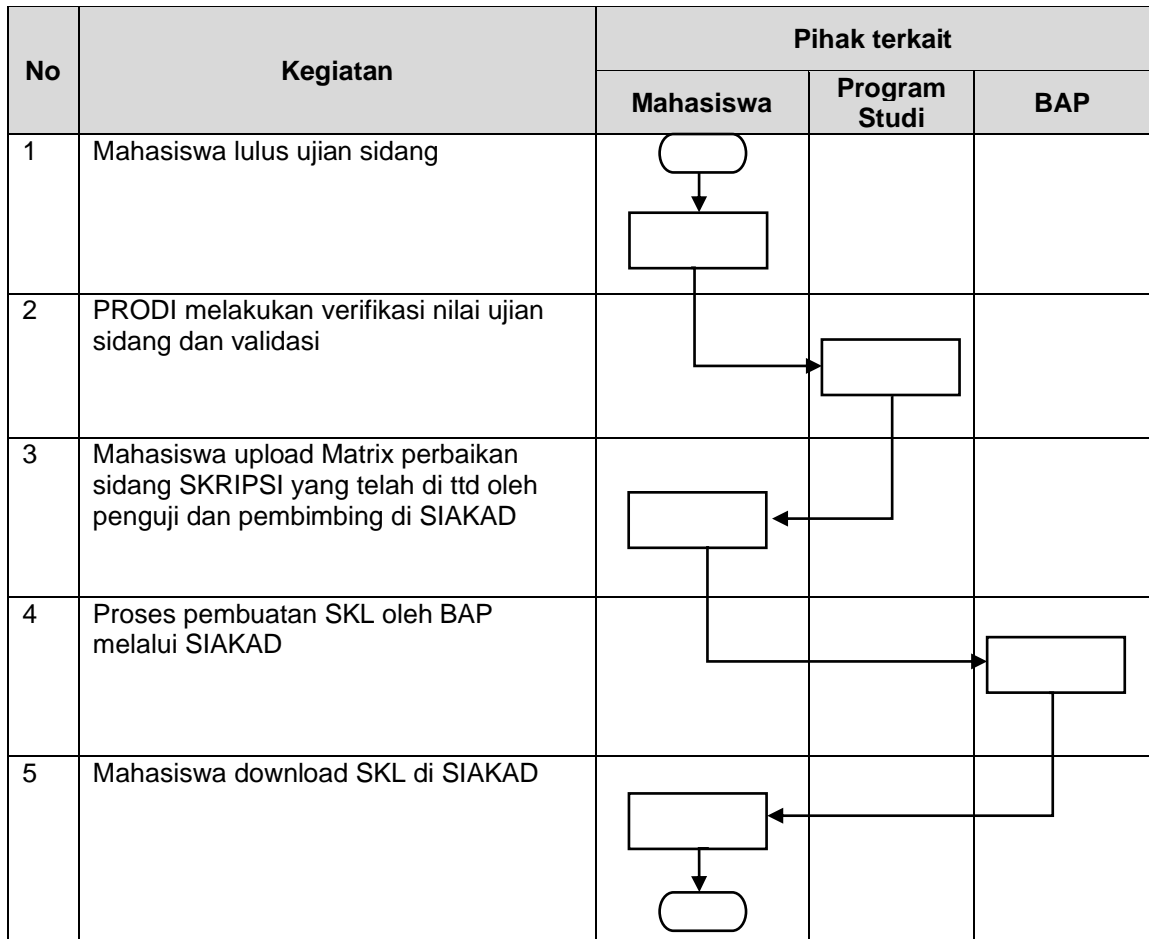 No
Kegiatan
Pihak terkait
Mahasiswa
Program
Studi
BAP
1
Mahasiswa lulus ujian sidang
2
PRODI melakukan verifikasi nilai ujian
sidang dan validasi
3
Mahasiswa upload Matrix perbaikan
sidang SKRIPSI yang telah di ttd oleh
penguji dan pembimbing di SIAKAD
4
Proses pembuatan SKL oleh BAP
melalui SIAKAD
5
Mahasiswa download SKL di SIAKAD